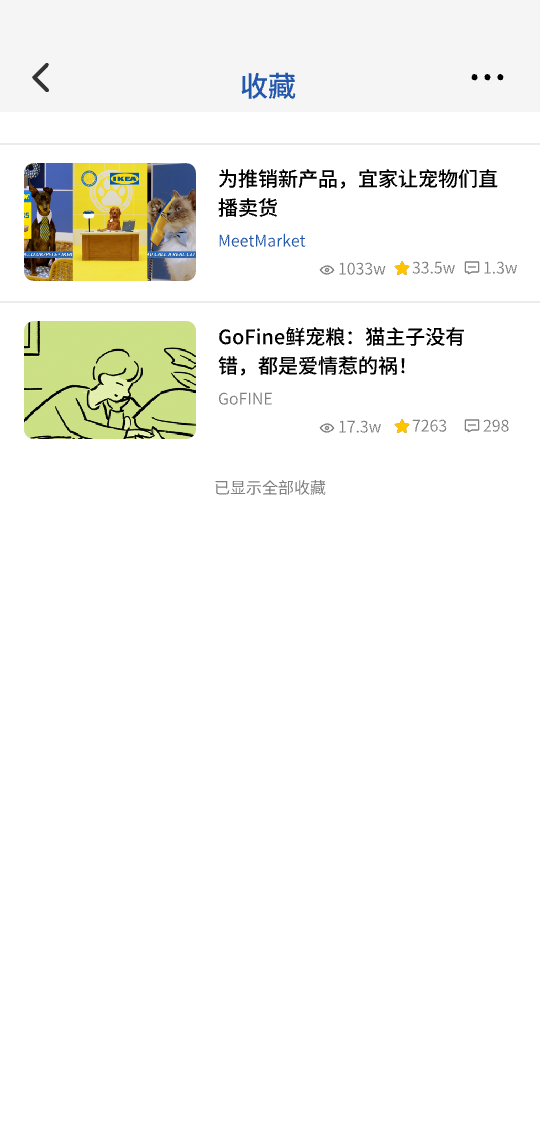 收藏
IKEA
为推销新产品，宜家让宠物们直
播卖货
MeetMarket
1033w
33.5w
1.3w
GoFine鲜宠粮：猫主子没有
错，都是爱情惹的祸！
GoFINE
17.3w
7263
298
已显示全部收藏